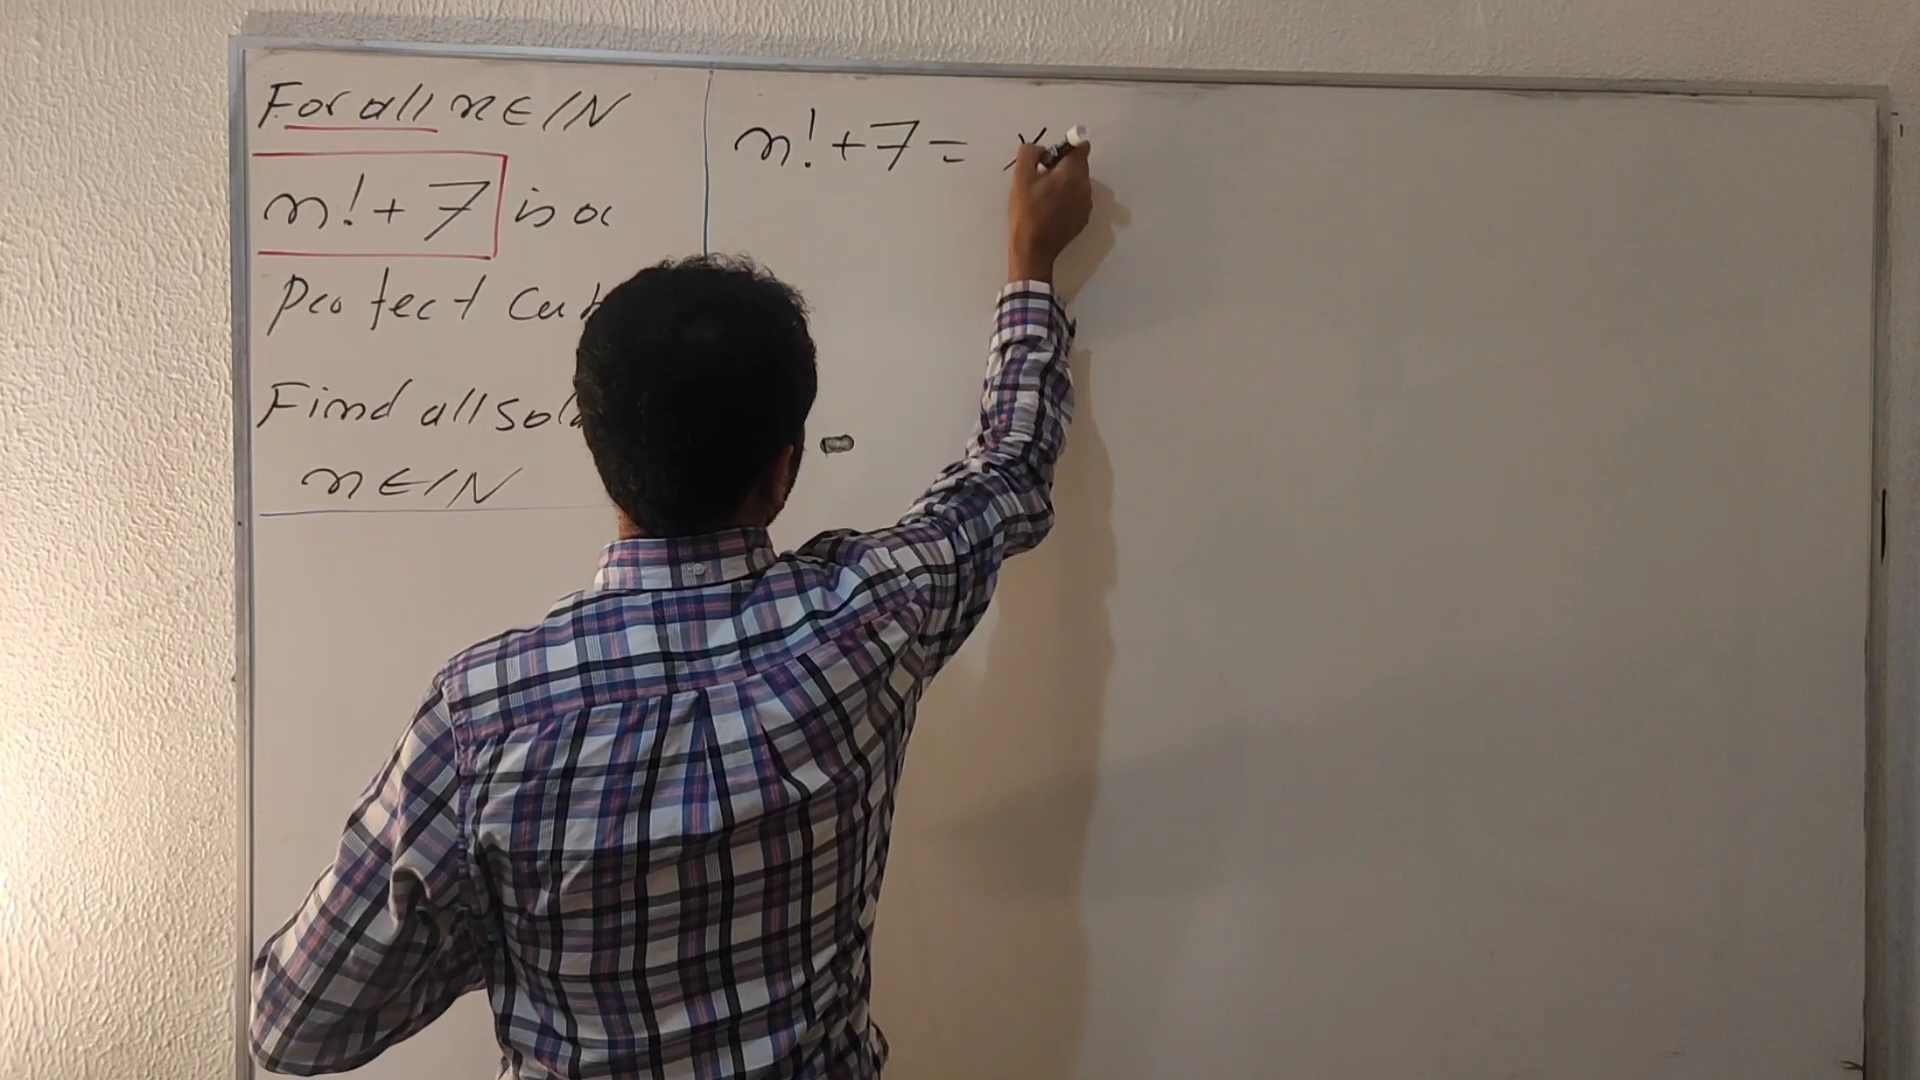 For all n ∈ IN
n! + 7 is a
Perfect
Find all
n ∈ IN
n! + 7 = x